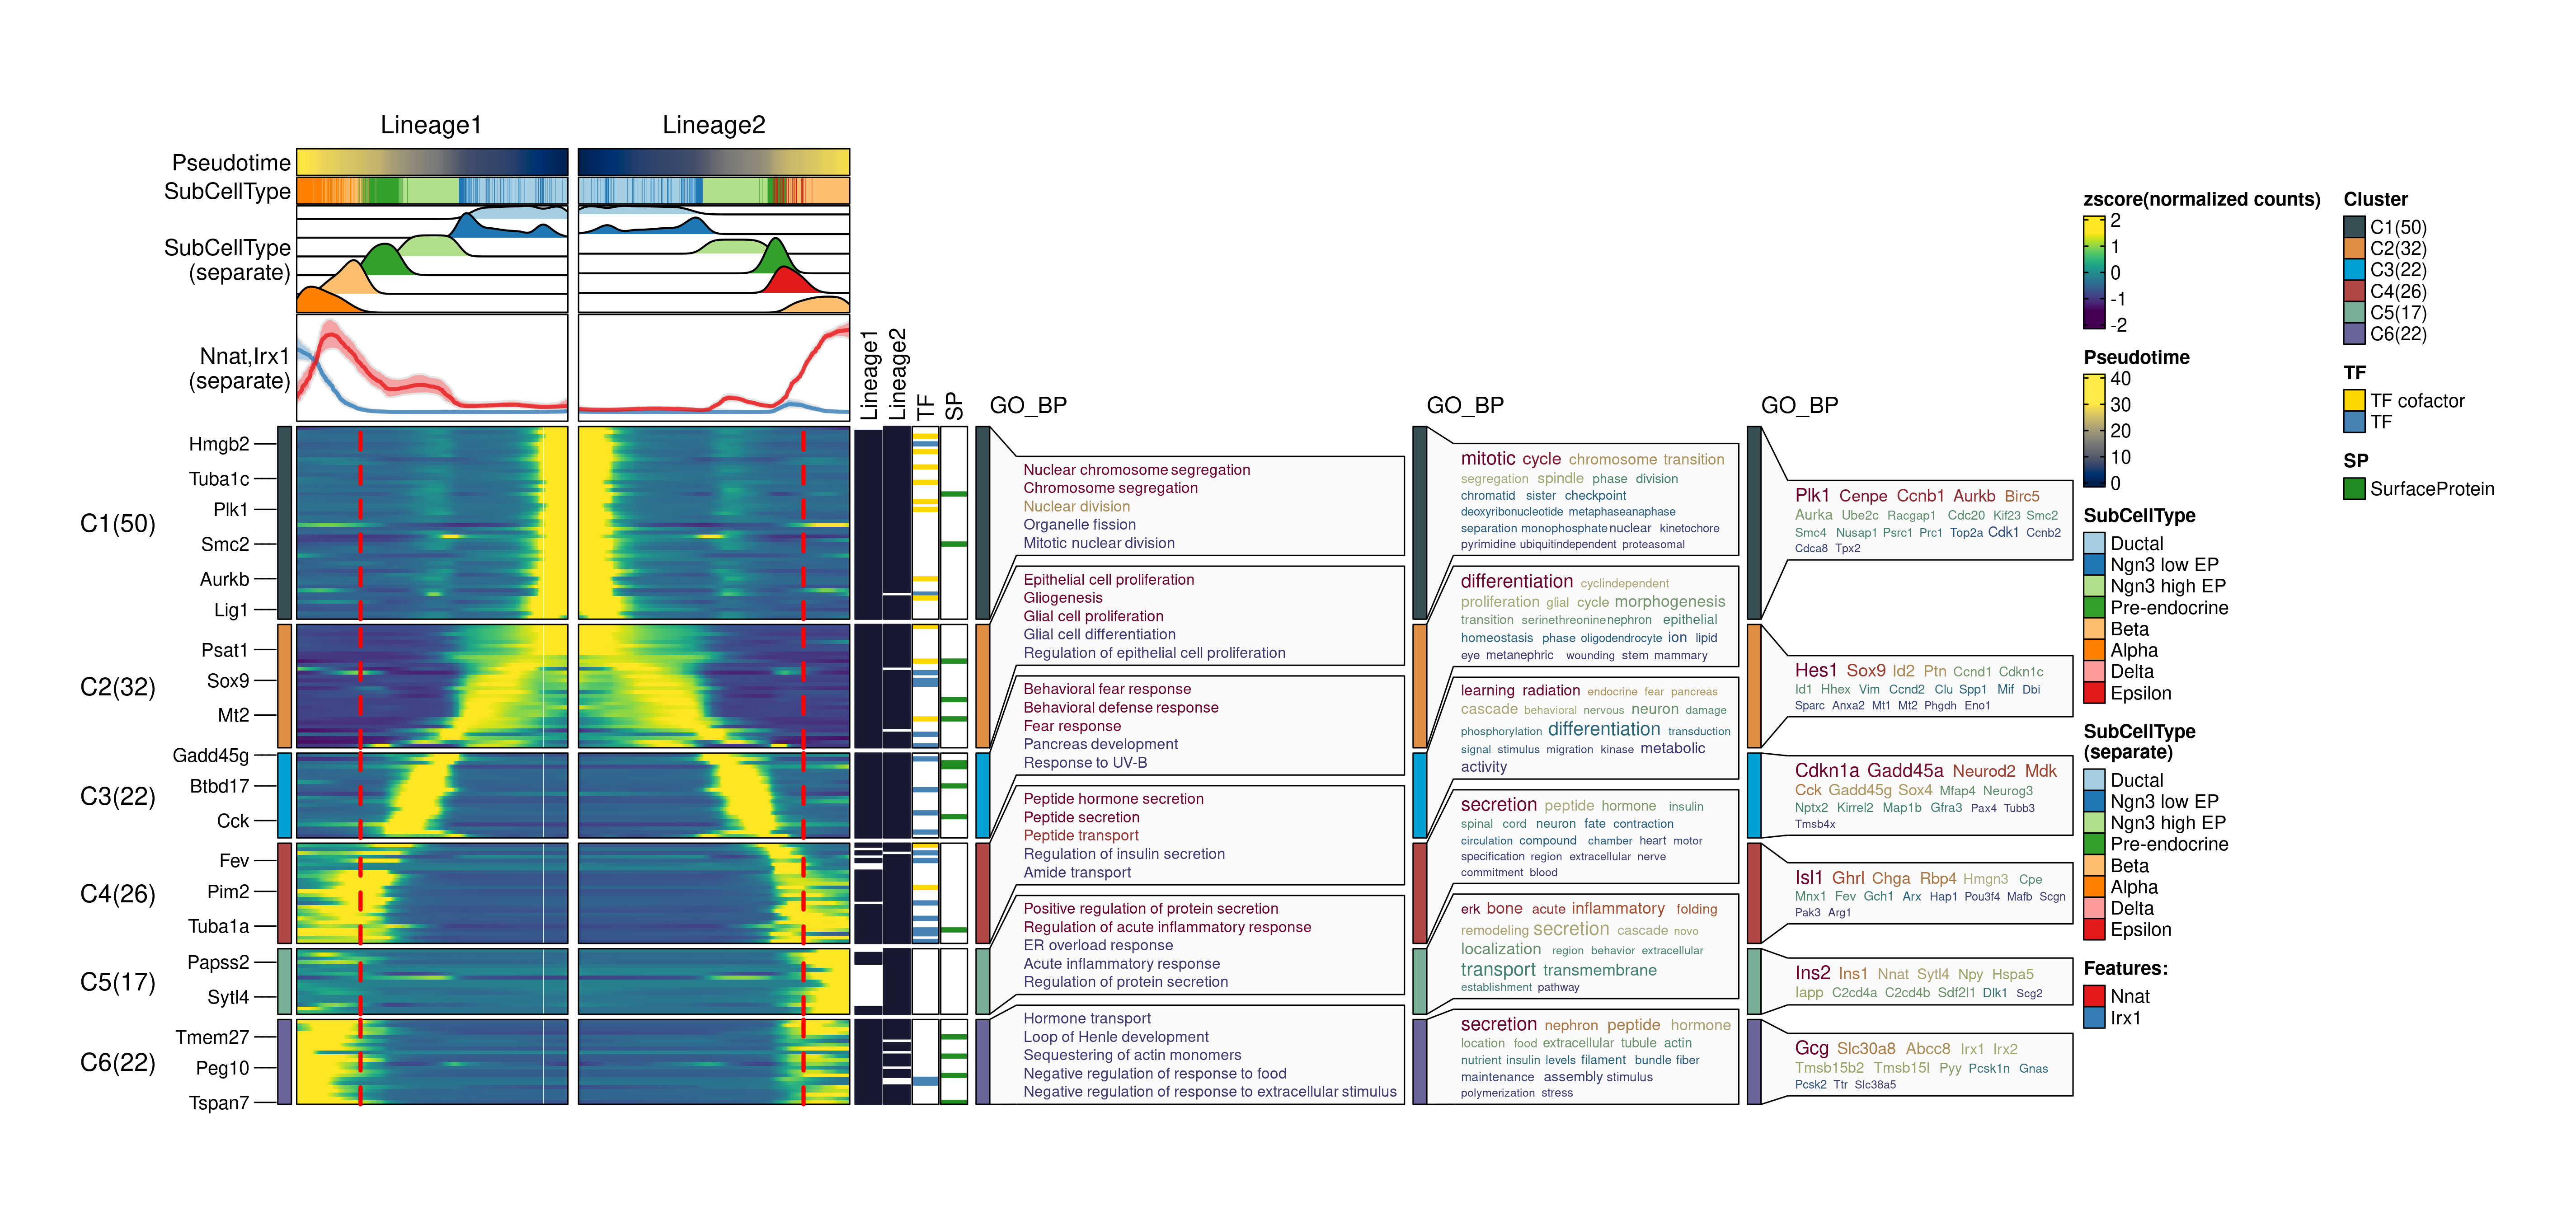 Lineage1
Lineage2
Pseudotime
SubCellType
SubCellType
(separate)
Nnat,Irx1
(separate)
Lineage1
Lineage2
TF
SP
C1(50)
Hmgb2
Tuba1c
Plk1
Smc2
Aurkb
Lig1
C2(32)
Psat1
Sox9
Mt2
C3(22)
Gadd45g
Btbd17
Cck
C4(26)
Fev
Pim2
Tuba1a
C5(17)
Papss2
Sytl4
C6(22)
Tmem27
Peg10
Tspan7
GO_BP
Nuclear chromosome segregation
Chromosome segregation
Nuclear division
Organelle fission
Mitotic nuclear division
Epithelial cell proliferation
Gliogenesis
Glial cell proliferation
Glial cell differentiation
Regulation of epithelial cell proliferation
Behavioral fear response
Behavioral defense response
Fear response
Pancreas development
Response to UV-B
Peptide hormone secretion
Peptide secretion
Peptide transport
Regulation of insulin secretion
Amide transport
Positive regulation of protein secretion
Regulation of acute inflammatory response
ER overload response
Acute inflammatory response
Regulation of protein secretion
Hormone transport
Loop of Henle development
Sequestering of actin monomers
Negative regulation of response to food
Negative regulation of response to extracellular stimulus
GO_BP
mitotic cycle chromosome transition
segregation spindle phase division
chromatid sister checkpoint
deoxyribonucleotide metaphaseanaphase
separation monophosphate nuclear kinetochore
pyrimidine ubiquitindependent proteasomal
differentiation cyclindependent
proliferation glial cycle morphogenesis
transition serinethreonine nephron epithelial
homeostasis phase oligodendrocyte ion lipid
eye metanephric wounding stem mammary
learning radiation endocrine fear pancreas
cascade behavioral nervous neuron damage
phosphorylation differentiation transduction
signal stimulus migration kinase metabolic
activity
secretion peptide hormone insulin
spinal cord neuron fate contraction
circulation compound chamber heart motor
specification region extracellular nerve
commitment blood
erk bone acute inflammatory folding
remodeling secretion cascade novo
localization region behavior extracellular
transport transmembrane
establishment pathway
secretion nephron peptide hormone
location food extracellular tubule actin
nutrient insulin levels filament bundle fiber
maintenance assembly stimulus
polymerization stress
GO_BP
Plk1 Cenpe Ccnb1 Aurkb Birc5
Aurka Ube2c Racgap1 Cdc20 Kif23 Smc2
Smc4 Nusap1 Psrc1 Prc1 Top2a Cdk1 Ccnb2
Cdca8 Tpx2
Hes1 Sox9 Id2 Ptn Ccnd1 Cdkn1c
Id1 Hhex Vim Ccnd2 Clu Spp1 Mif Dbi
Sparc Anxa2 Mt1 Mt2 Phgdh Eno1
Cdkn1a Gadd45a Neurod2 Mdk
Cck Gadd45g Sox4 Mfap4 Neurog3
Nptx2 Kirrel2 Map1b Gfra3 Pax4 Tubb3
Tmsb4x
Isl1 Ghrl Chga Rbp4 Hmgn3 Cpe
Mnx1 Fev Gch1 Arx Hap1 Pou3f4 Mafb Scgn
Pak3 Arg1
Ins2 Ins1 Nnat Sytl4 Npy Hspa5
Iapp C2cd4a C2cd4b Sdf2l1 Dlk1 Scg2
Gcg Slc30a8 Abcc8 Irx1 Irx2
Tmsb15b2 Tmsb15l Pyy Pcsk1n Gnas
Pcsk2 Ttr Slc38a5
zscore(normalized counts)
2
1
0
-1
-2
Pseudotime
40
30
20
10
0
SubCellType
Ductal
Ngn3 low EP
Ngn3 high EP
Pre-endocrine
Beta
Alpha
Delta
Epsilon
SubCellType
(separate)
Ductal
Ngn3 low EP
Ngn3 high EP
Pre-endocrine
Beta
Alpha
Delta
Epsilon
Features:
Nnat
Irx1
Cluster
C1(50)
C2(32)
C3(22)
C4(26)
C5(17)
C6(22)
TF
TF cofactor
TF
SP
SurfaceProtein